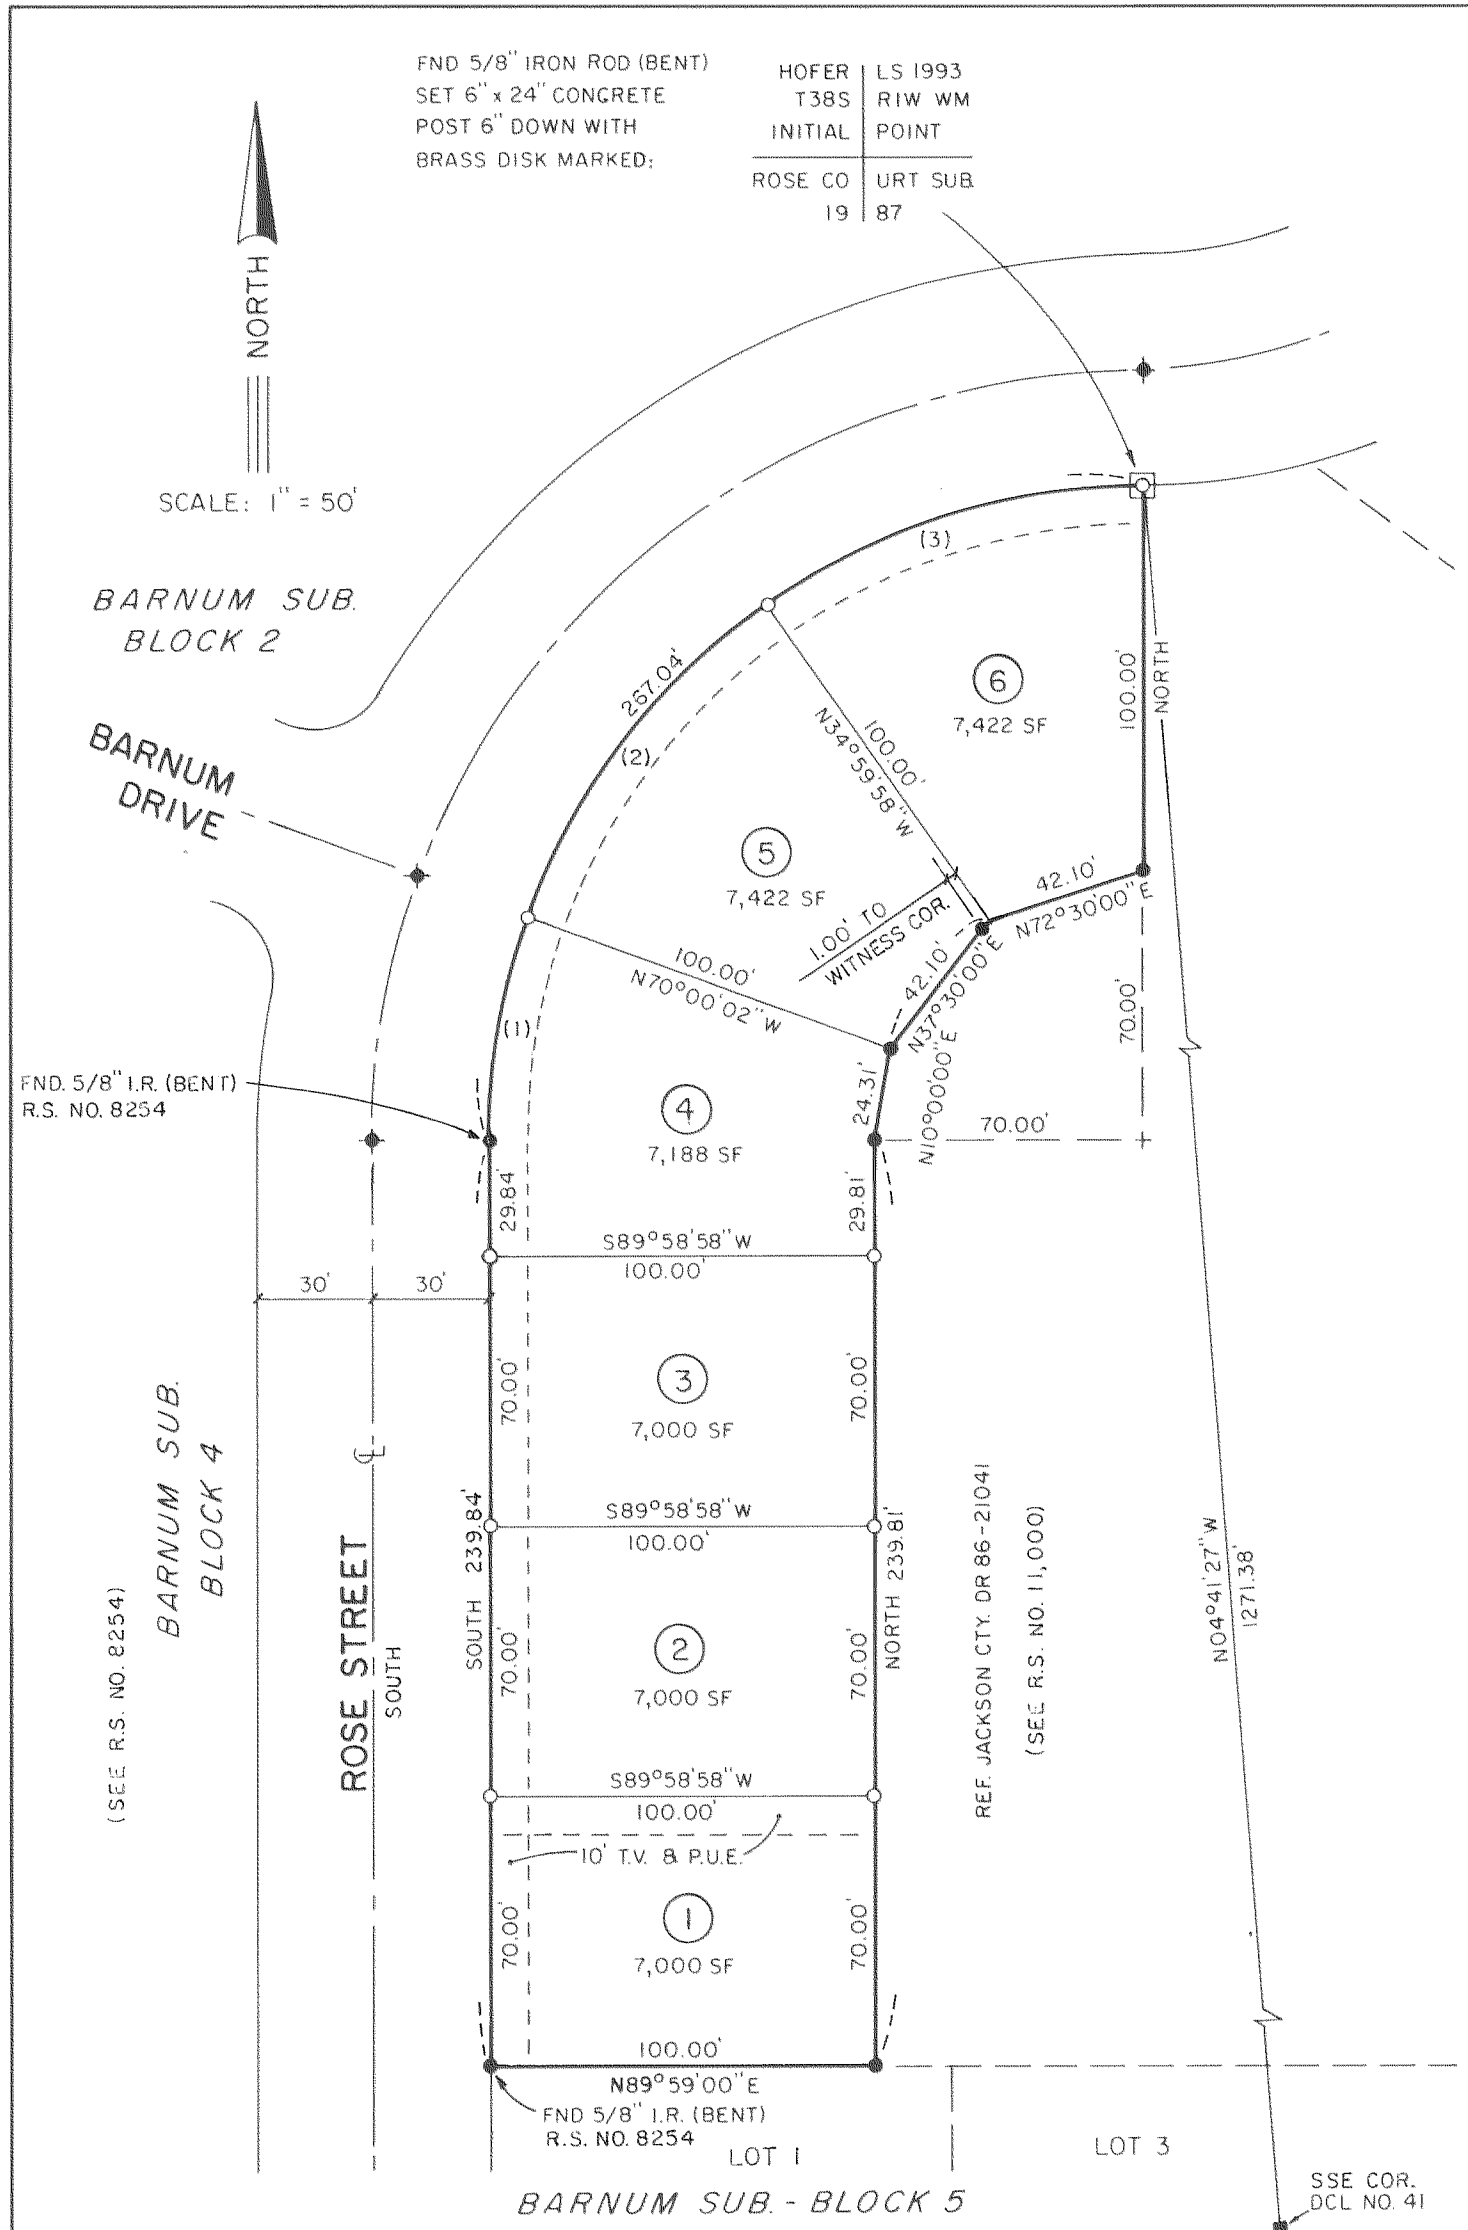 FND 5/8" IRON ROD (BENT)
SET 6" x 24" CONCRETE
POST 6" DOWN WITH
BRASS DISK MARKED:
HOFER | LS 1993
T38S | R1W WM
INITIAL | POINT
ROSE CO | URT SUB.
19 | 87
NORTH
SCALE: 1" = 50'
BARNUM SUB.
BLOCK 2
BARNUM
DRIVE
267.04'
(3)
(2)
(1)
6
7,422 SF
100.00'
NORTH
100.00'
N34°59'58"W
5
7,422 SF
1.00' TO
WITNESS COR.
42.10'
N72°30'00"E
42.10'
N37°30'00"E
70.00'
100.00'
N70°00'02"W
24.31'
N10°00'00"E
70.00'
FND. 5/8" I.R. (BENT)
R.S. NO. 8254
4
7,188 SF
29.84'
29.81'
S89°58'58"W
100.00'
30'
30'
70.00'
3
7,000 SF
70.00'
S89°58'58"W
100.00'
BARNUM SUB.
BLOCK 4
(SEE R.S. NO. 8254)
ROSE STREET
SOUTH
SOUTH 239.84'
NORTH 239.81'
70.00'
2
7,000 SF
70.00'
REF. JACKSON CTY. DR 86-21041
(SEE R.S. NO. 11,000)
N04°41'27"W
1271.38'
S89°58'58"W
100.00'
10' T.V. & P.U.E.
70.00'
1
7,000 SF
70.00'
100.00'
N89°59'00"E
FND 5/8" I.R. (BENT)
R.S. NO. 8254
LOT 1
LOT 3
BARNUM SUB. - BLOCK 5
SSE COR.
DCL NO. 41